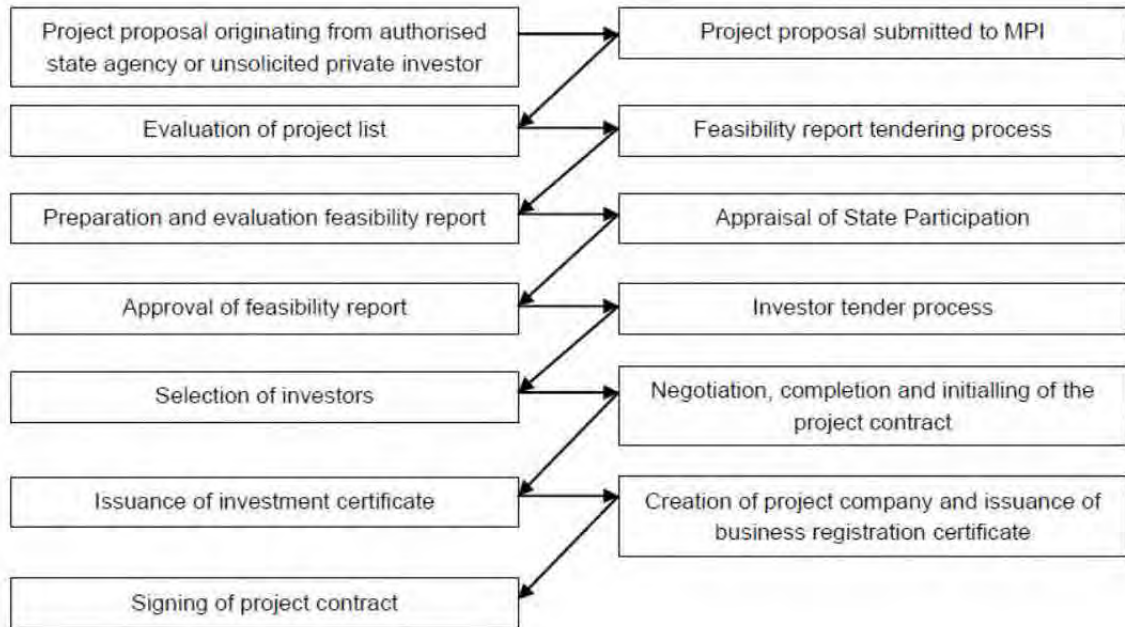 Project proposal originating from authorised
state agency or unsolicited private investor
Project proposal submitted to MPI
Evaluation of project list
Feasibility report tendering process
Preparation and evaluation feasibility report
Appraisal of State Participation
Approval of feasibility report
Investor tender process
Selection of investors
Negotiation, completion and initialling of the
project contract
Issuance of investment certificate
Creation of project company and issuance of
business registration certificate
Signing of project contract